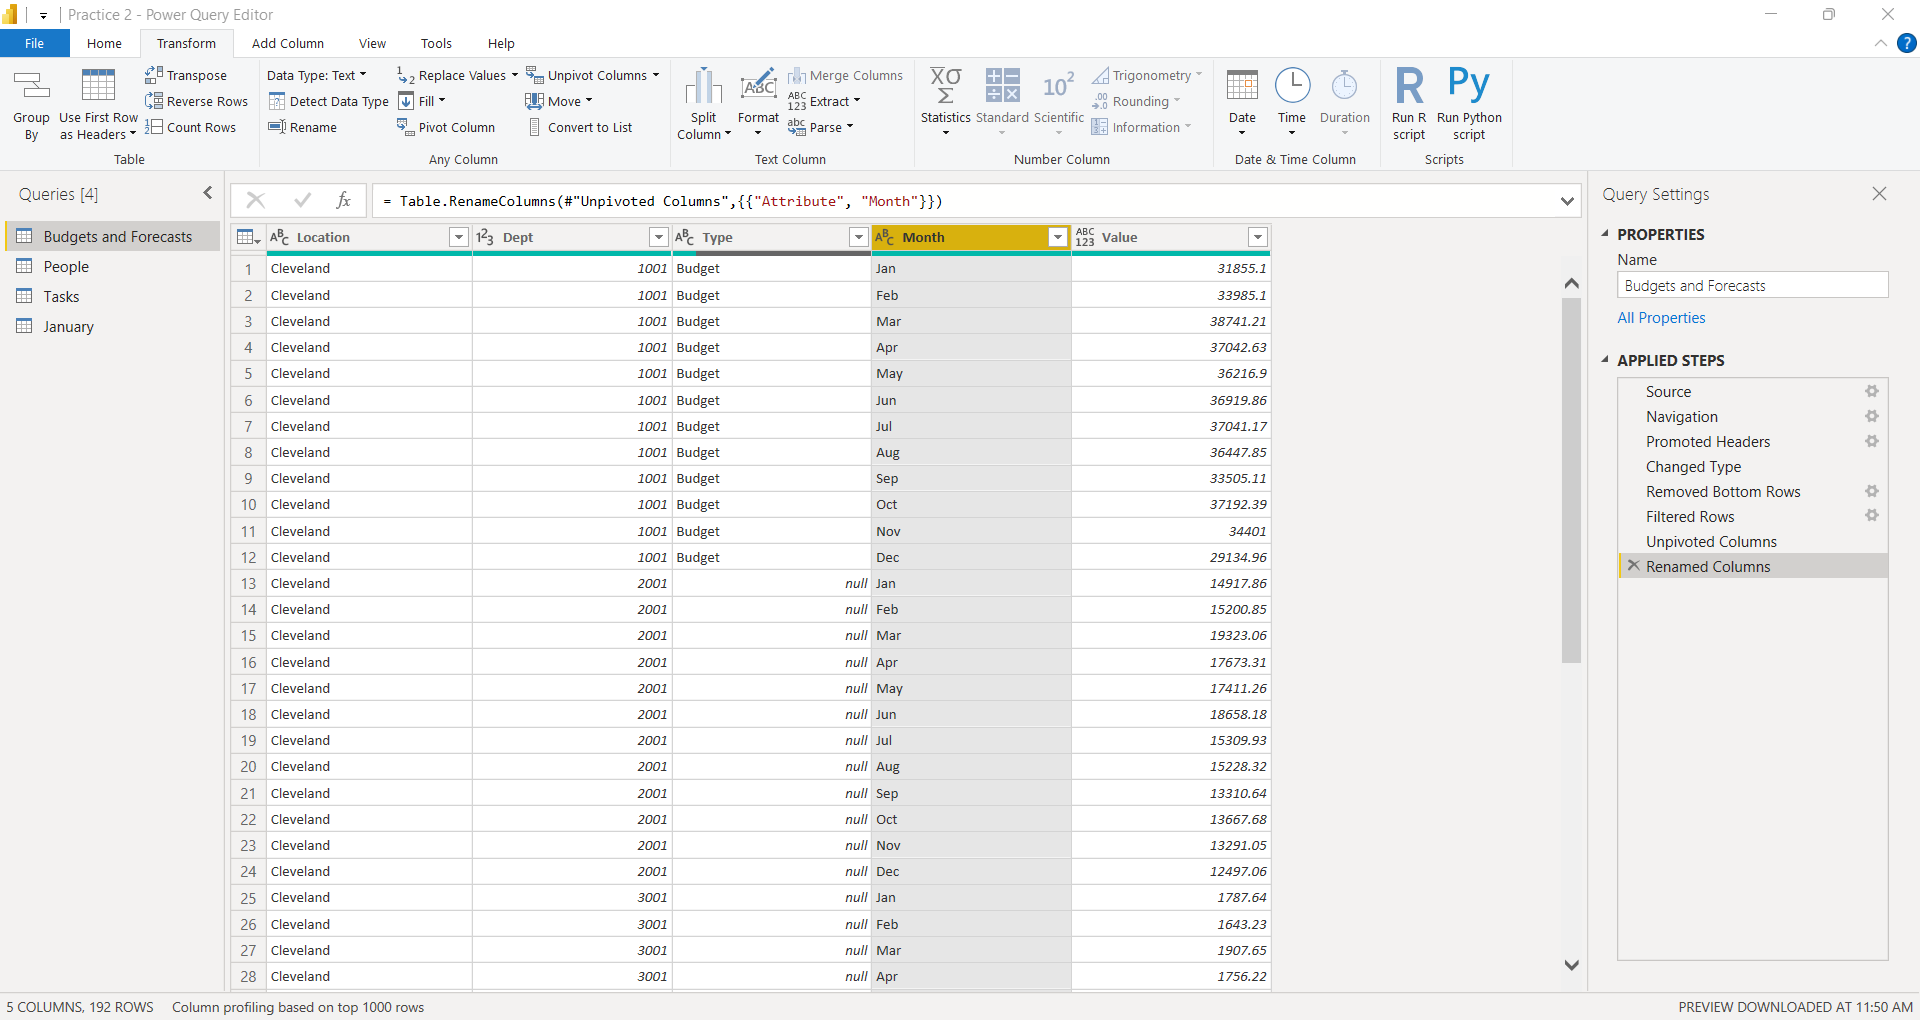 Practice 2 - Power Query Editor
File Home Transform Add Column View Tools Help ?
Group By
Use First Row as Headers
Transpose
Reverse Rows
Count Rows
Table
Data Type: Text
Detect Data Type
Rename
Replace Values
Fill
Pivot Column
Unpivot Columns
Move
Convert to List
Any Column
Split Column
Format
Merge Columns
Extract
Parse
Text Column
Statistics
Standard
Scientific
Trigonometry
Rounding
Information
Number Column
Date
Time
Duration
Date & Time Column
Run R script
Run Python script
Scripts
Queries [4]
Budgets and Forecasts
People
Tasks
January
fx = Table.RenameColumns(#"Unpivoted Columns",{{"Attribute", "Month"}})
Location Dept Type Month Value
1 Cleveland 1001 Budget Jan 31855.1
2 Cleveland 1001 Budget Feb 33985.1
3 Cleveland 1001 Budget Mar 38741.21
4 Cleveland 1001 Budget Apr 37042.63
5 Cleveland 1001 Budget May 36216.9
6 Cleveland 1001 Budget Jun 36919.86
7 Cleveland 1001 Budget Jul 37041.17
8 Cleveland 1001 Budget Aug 36447.85
9 Cleveland 1001 Budget Sep 33505.11
10 Cleveland 1001 Budget Oct 37192.39
11 Cleveland 1001 Budget Nov 34401
12 Cleveland 1001 Budget Dec 29134.96
13 Cleveland 2001 null Jan 14917.86
14 Cleveland 2001 null Feb 15200.85
15 Cleveland 2001 null Mar 19323.06
16 Cleveland 2001 null Apr 17673.31
17 Cleveland 2001 null May 17411.26
18 Cleveland 2001 null Jun 18658.18
19 Cleveland 2001 null Jul 15309.93
20 Cleveland 2001 null Aug 15228.32
21 Cleveland 2001 null Sep 13310.64
22 Cleveland 2001 null Oct 13667.68
23 Cleveland 2001 null Nov 13291.05
24 Cleveland 2001 null Dec 12497.06
25 Cleveland 3001 null Jan 1787.64
26 Cleveland 3001 null Feb 1643.23
27 Cleveland 3001 null Mar 1907.65
28 Cleveland 3001 null Apr 1756.22
Query Settings
PROPERTIES
Name
Budgets and Forecasts
All Properties
APPLIED STEPS
Source
Navigation
Promoted Headers
Changed Type
Removed Bottom Rows
Filtered Rows
Unpivoted Columns
Renamed Columns
5 COLUMNS, 192 ROWS Column profiling based on top 1000 rows PREVIEW DOWNLOADED AT 11:50 AM